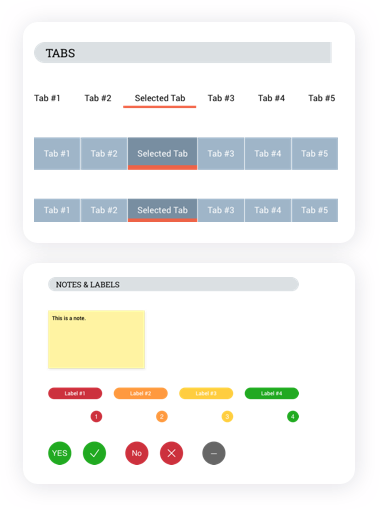 TABS
Tab #1 Tab #2 Selected Tab Tab #3 Tab #4 Tab #5
Tab #1 Tab #2 Selected Tab Tab #3 Tab #4 Tab #5
Tab #1 Tab #2 Selected Tab Tab #3 Tab #4 Tab #5
NOTES & LABELS
This is a note.
Label #1 Label #2 Label #3 Label #4
1 2 3 4
YES No